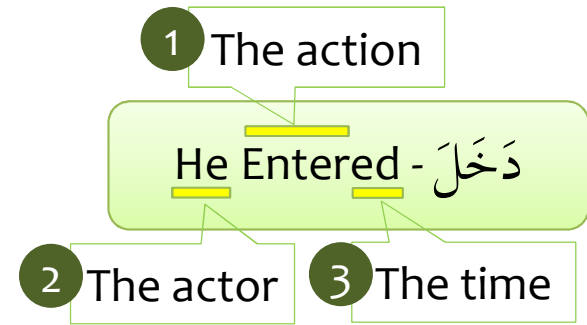 1 The action
He Entered - دَخَلَ
2 The actor
3 The time